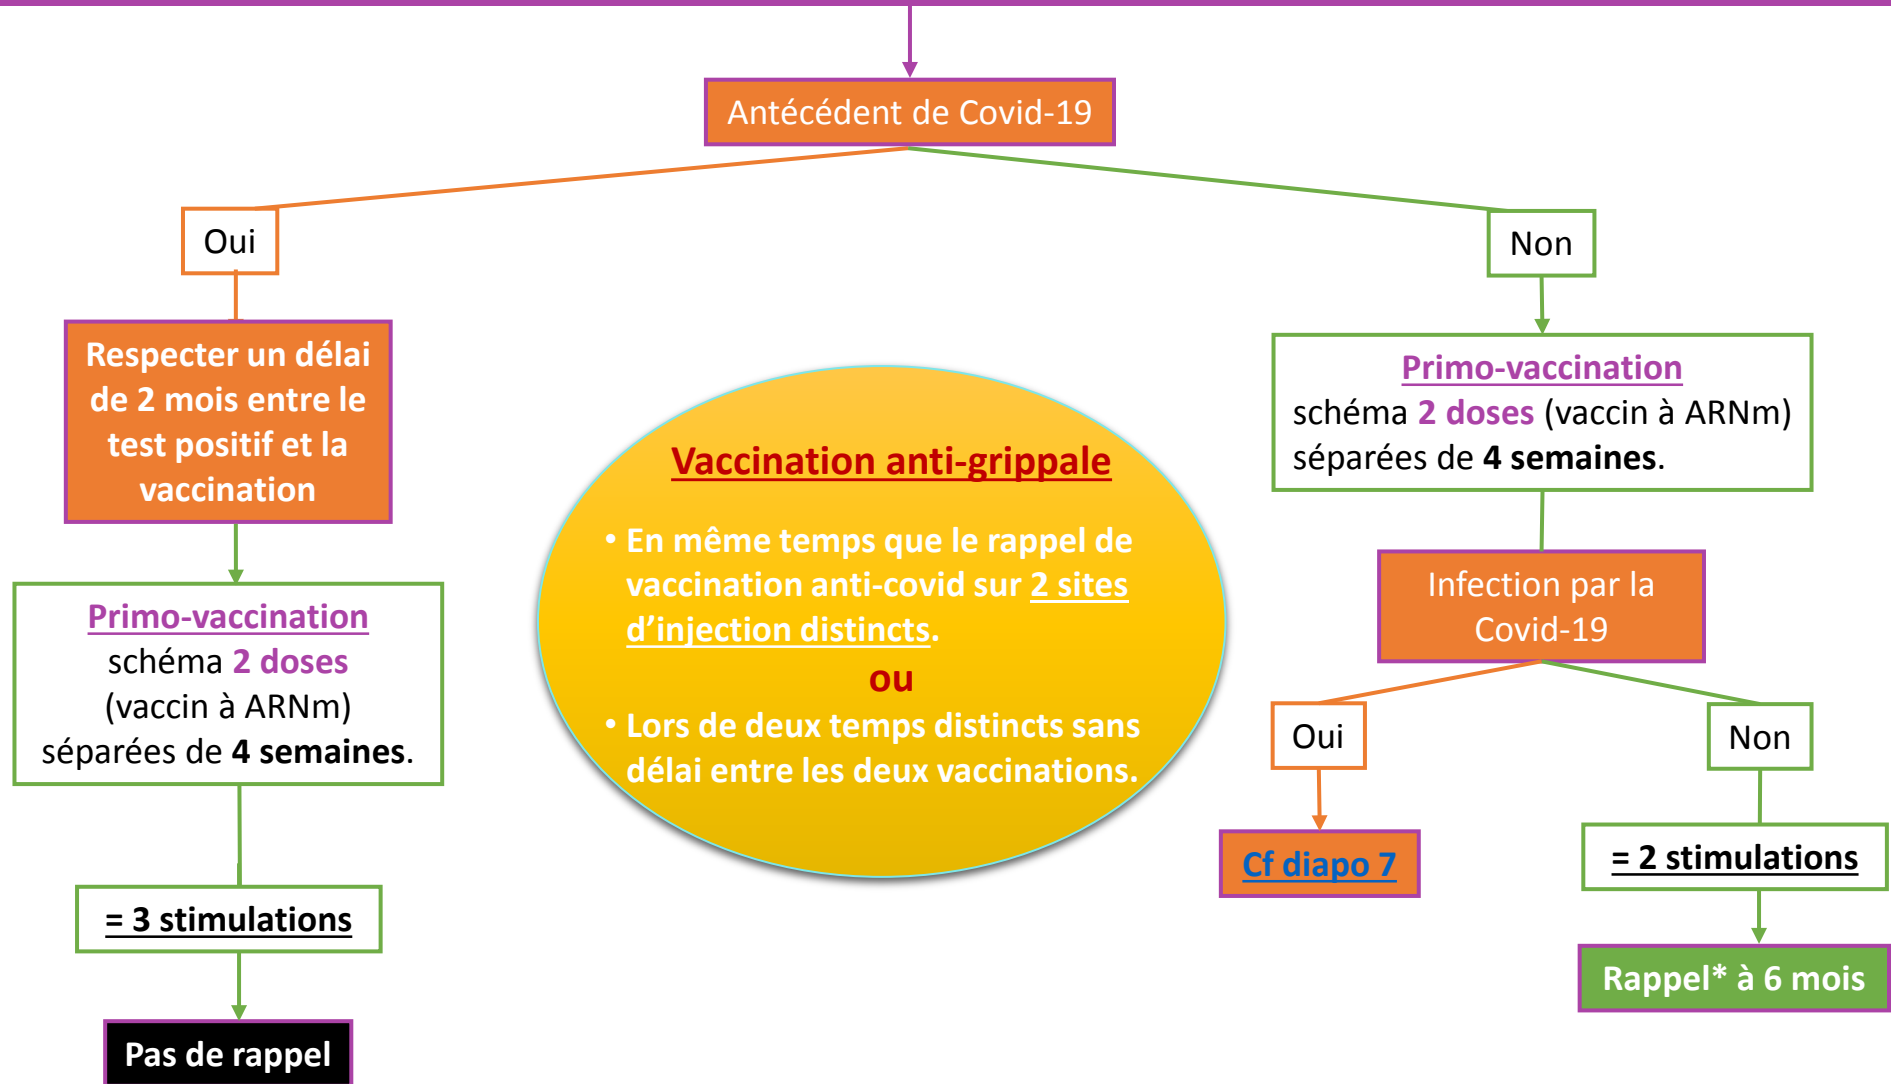 Antécédent de Covid-19
Oui
Respecter un délai
de 2 mois entre le
test positif et la
vaccination
Primo-vaccination
schéma 2 doses
(vaccin à ARNm)
séparées de 4 semaines.
= 3 stimulations
Pas de rappel
Vaccination anti-grippale
• En même temps que le rappel de
vaccination anti-covid sur 2 sites
d’injection distincts.
ou
• Lors de deux temps distincts sans
délai entre les deux vaccinations.
Non
Primo-vaccination
schéma 2 doses (vaccin à ARNm)
séparées de 4 semaines.
Infection par la
Covid-19
Oui
Cf diapo 7
Non
= 2 stimulations
Rappel* à 6 mois